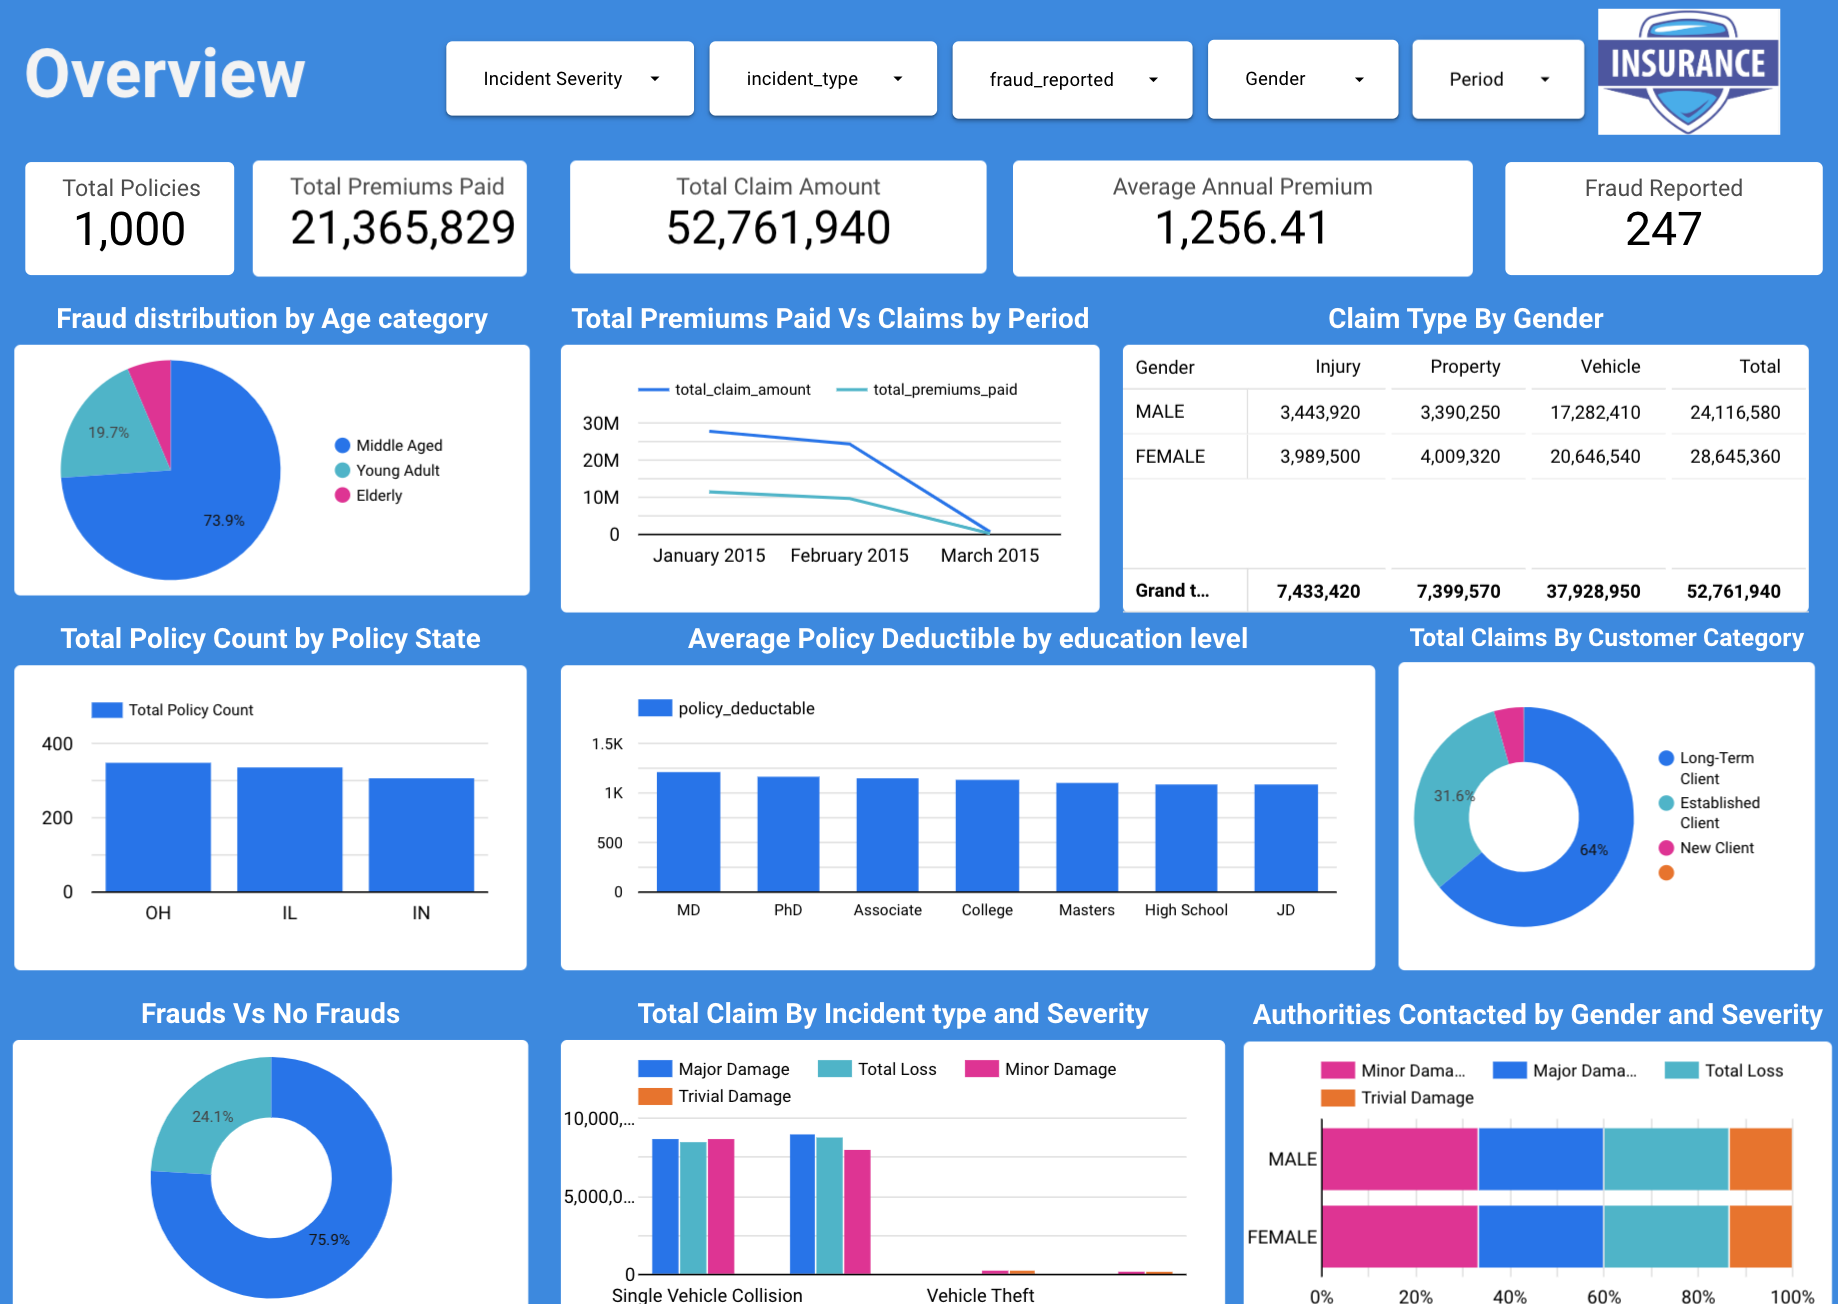 Overview
Incident Severity
incident_type
fraud_reported
Gender
Period
INSURANCE
Total Policies
1,000
Total Premiums Paid
21,365,829
Total Claim Amount
52,761,940
Average Annual Premium
1,256.41
Fraud Reported
247
Fraud distribution by Age category
19.7%
73.9%
Middle Aged
Young Adult
Elderly
Total Premiums Paid Vs Claims by Period
total_claim_amount total_premiums_paid
30M
20M
10M
0
January 2015 February 2015 March 2015
Claim Type By Gender
Gender Injury Property Vehicle Total
MALE 3,443,920 3,390,250 17,282,410 24,116,580
FEMALE 3,989,500 4,009,320 20,646,540 28,645,360
Grand t... 7,433,420 7,399,570 37,928,950 52,761,940
Total Policy Count by Policy State
Total Policy Count
400
200
0
OH IL IN
Average Policy Deductible by education level
policy_deductable
1.5K
1K
500
0
MD PhD Associate College Masters High School JD
Total Claims By Customer Category
31.6%
64%
Long-Term
Client
Established
Client
New Client
Frauds Vs No Frauds
24.1%
75.9%
Total Claim By Incident type and Severity
Major Damage Total Loss Minor Damage
Trivial Damage
10,000,...
5,000,0...
0
Single Vehicle Collision Vehicle Theft
Authorities Contacted by Gender and Severity
Minor Dama... Major Dama... Total Loss
Trivial Damage
MALE
FEMALE
0% 20% 40% 60% 80% 100%